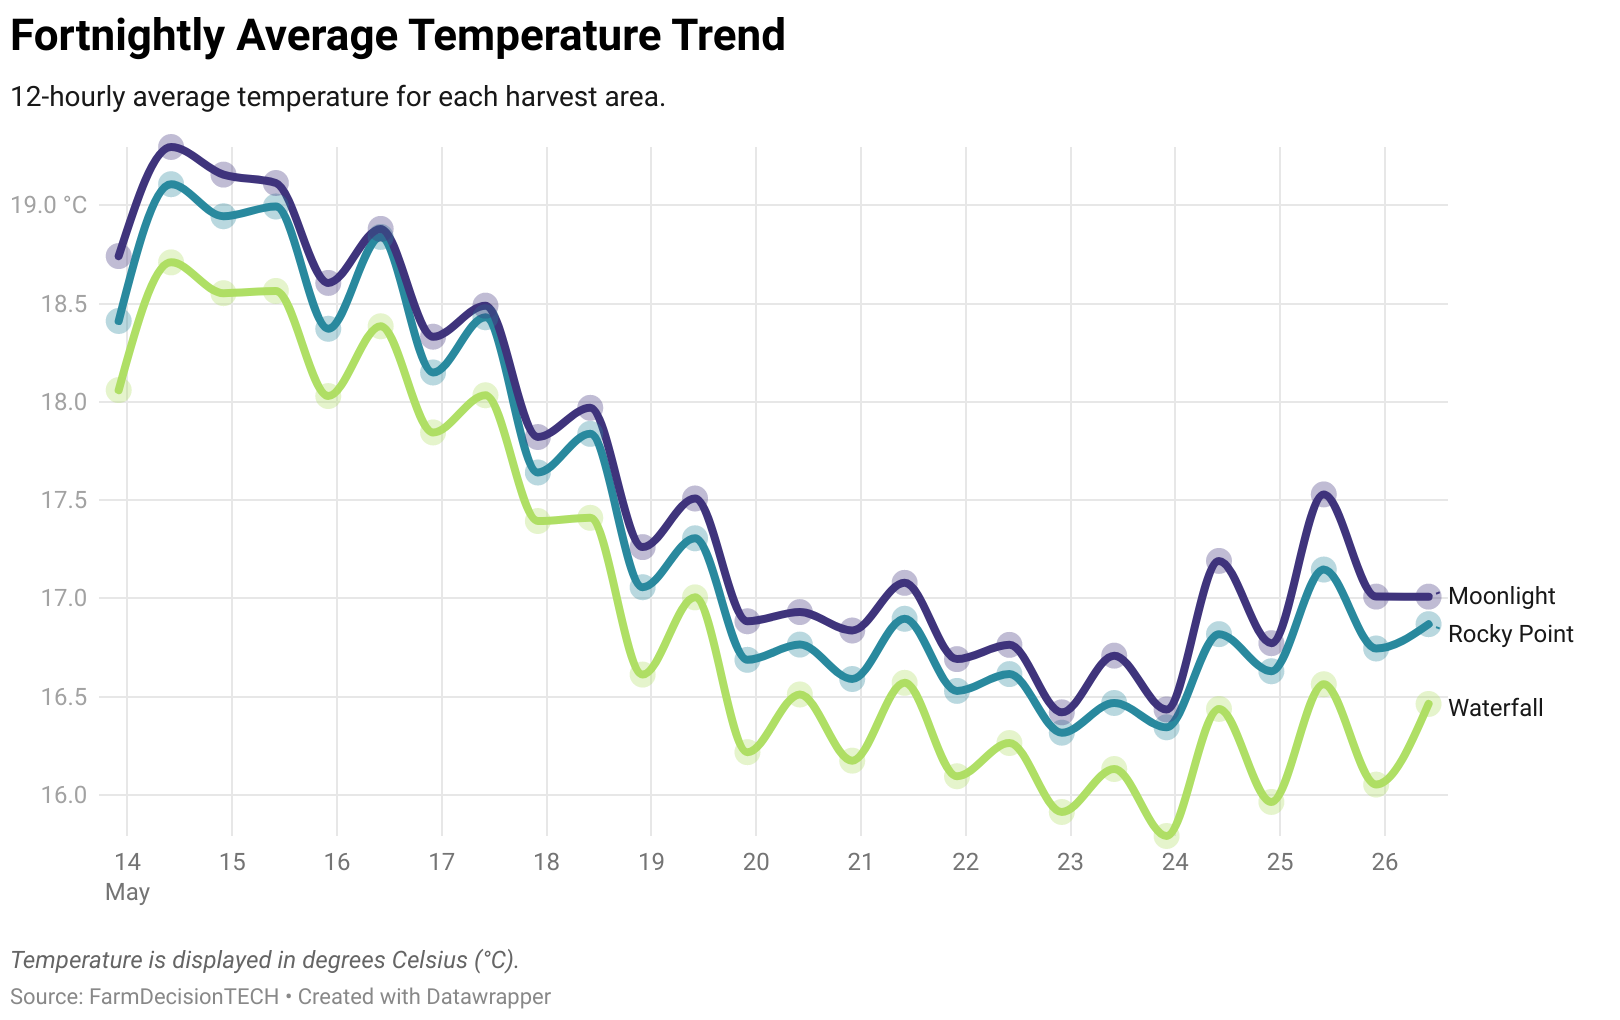 Fortnightly Average Temperature Trend
12-hourly average temperature for each harvest area.
19.0 °C
18.5
18.0
17.5
17.0
16.5
16.0
Moonlight
Rocky Point
Waterfall
14 15 16 17 18 19 20 21 22 23 24 25 26
May
Temperature is displayed in degrees Celsius (°C).
Source: FarmDecisionTECH • Created with Datawrapper